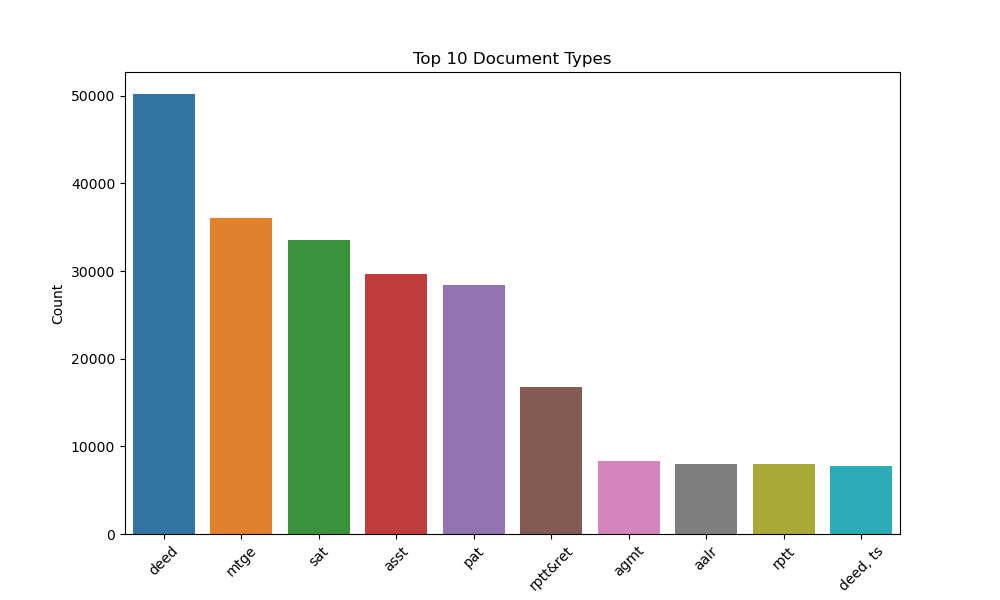 Top 10 Document Types
Count
50000
40000
30000
20000
10000
0
deed
mtge
sat
asst
pat
rptt&ret
agmt
aalr
rptt
deed, ts